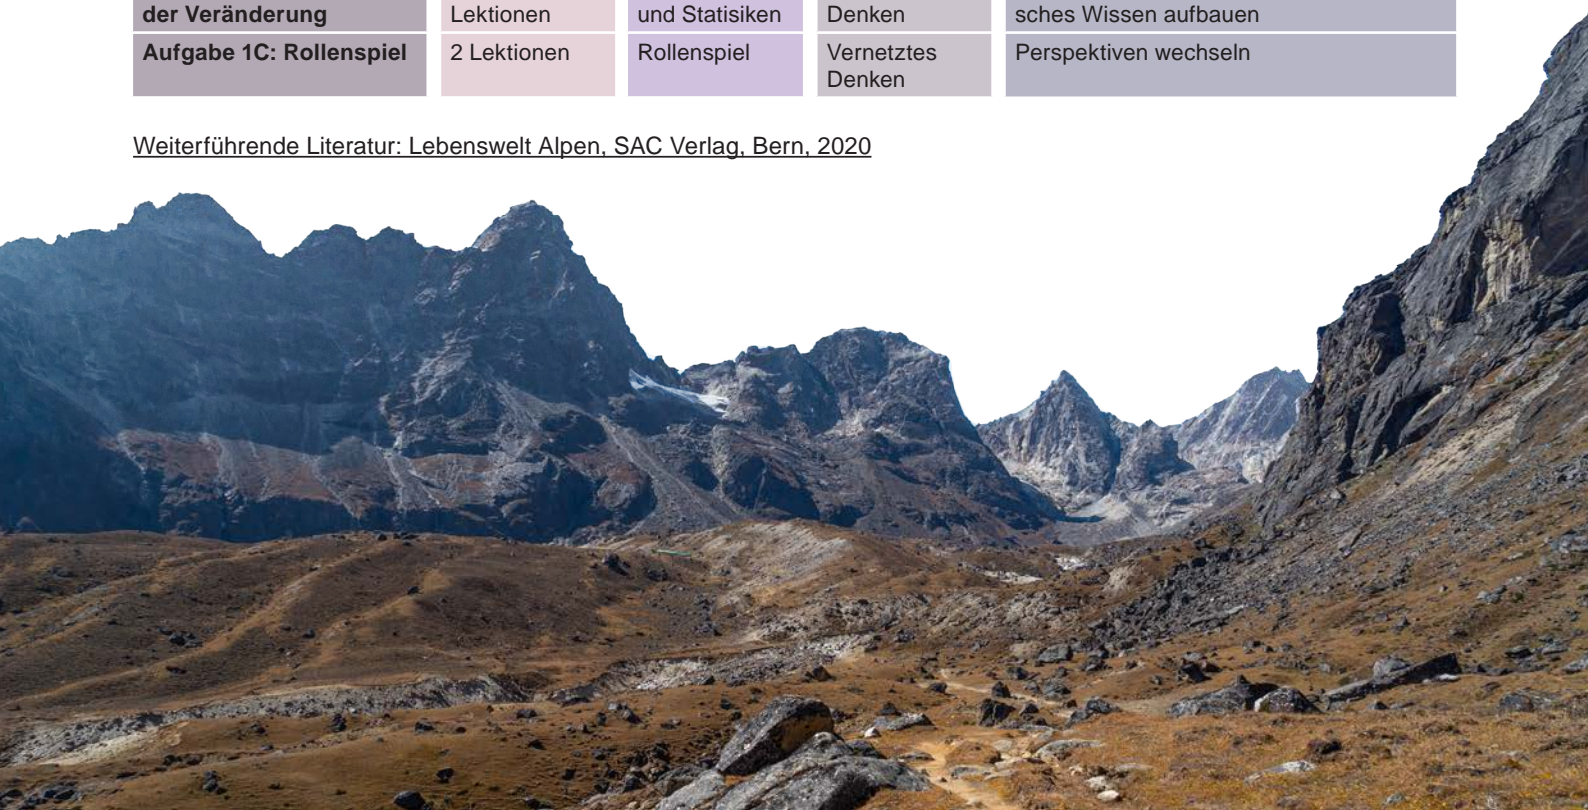 der Veränderung
Lektionen
und Statisiken
Denken
sches Wissen aufbauen
Aufgabe 1C: Rollenspiel
2 Lektionen
Rollenspiel
Vernetztes
Denken
Perspektiven wechseln
Weiterführende Literatur: Lebenswelt Alpen, SAC Verlag, Bern, 2020